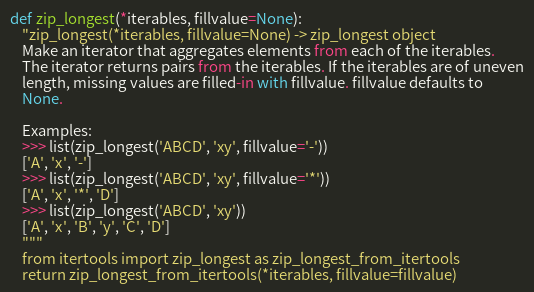 def zip_longest(*iterables, fillvalue=None):
"zip_longest(*iterables, fillvalue=None) -> zip_longest object
Make an iterator that aggregates elements from each of the iterables.
The iterator returns pairs from the iterables. If the iterables are of uneven
length, missing values are filled-in with fillvalue. fillvalue defaults to
None.
Examples:
>>> list(zip_longest('ABCD', 'xy', fillvalue='-'))
['A', 'x', '-']
>>> list(zip_longest('ABCD', 'xy', fillvalue='*'))
['A', 'x', '*', 'D']
>>> list(zip_longest('ABCD', 'xy'))
['A', 'x', 'B', 'y', 'C', 'D']
"""
from itertools import zip_longest as zip_longest_from_itertools
return zip_longest_from_itertools(*iterables, fillvalue=fillvalue)